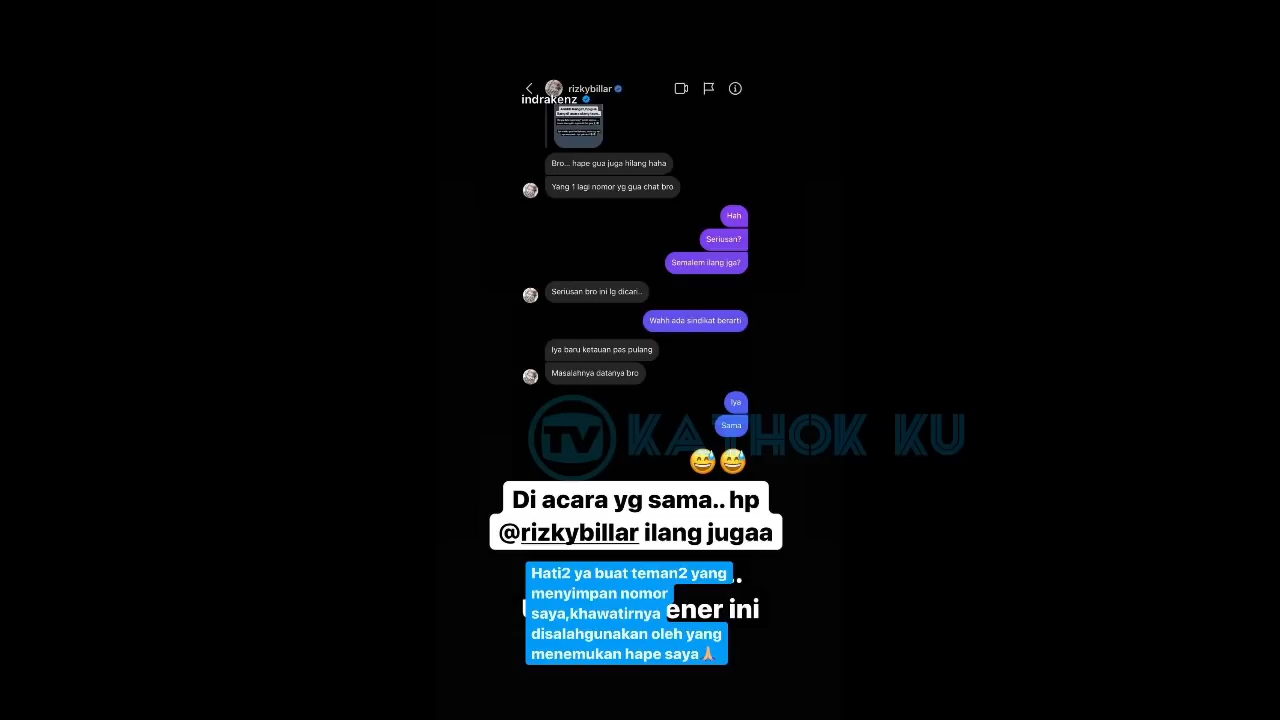 rizkybillar
indrakenz
Bro... hape gua juga hilang haha
Yang 1 lagi nomor yg gua chat bro
Hah
Seriusan?
Semalem ilang jga?
Seriusan bro ini lg dicari..
Wahh ada sindikat berarti
Iya baru ketauan pas pulang
Masalahnya datanya bro
Iya
Sama
TV KATHOK KU
😅😅
Di acara yg sama.. hp
@rizkybillar ilang jugaa
Hati2 ya buat teman2 yang
menyimpan nomor
saya,khawatirnya
disalahgunakan oleh yang
menemukan hape saya🙏
ini